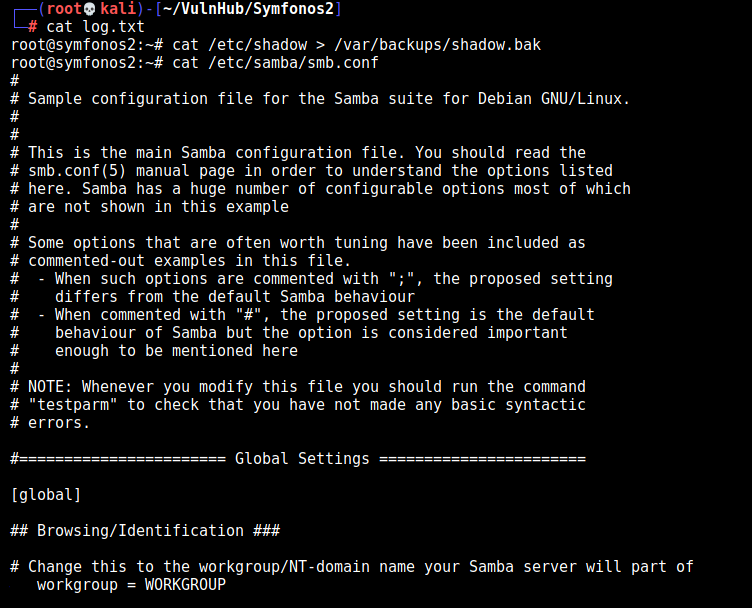 ┌──(root💀kali)-[~/VulnHub/Symfonos2]
└─# cat log.txt
root@symfonos2:~# cat /etc/shadow > /var/backups/shadow.bak
root@symfonos2:~# cat /etc/samba/smb.conf
#
# Sample configuration file for the Samba suite for Debian GNU/Linux.
#
#
# This is the main Samba configuration file. You should read the
# smb.conf(5) manual page in order to understand the options listed
# here. Samba has a huge number of configurable options most of which
# are not shown in this example
#
# Some options that are often worth tuning have been included as
# commented-out examples in this file.
#  - When such options are commented with ";", the proposed setting
#    differs from the default Samba behaviour
#  - When commented with "#", the proposed setting is the default
#    behaviour of Samba but the option is considered important
#    enough to be mentioned here
#
# NOTE: Whenever you modify this file you should run the command
# "testparm" to check that you have not made any basic syntactic
# errors.

#======================= Global Settings =======================

[global]

## Browsing/Identification ###

# Change this to the workgroup/NT-domain name your Samba server will part of
   workgroup = WORKGROUP